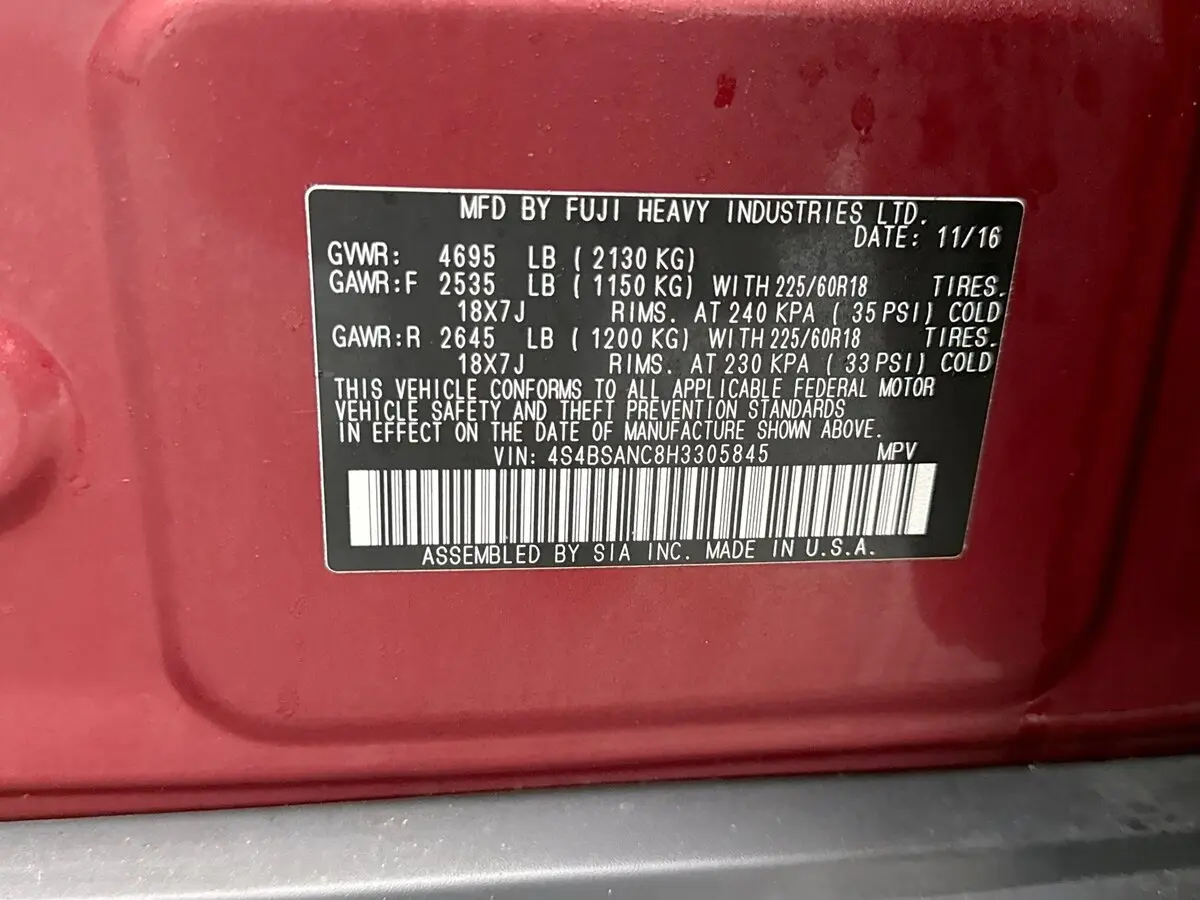 MFD BY FUJI HEAVY INDUSTRIES LTD.
DATE: 11/16
GVWR: 4695 LB ( 2130 KG)
GAWR:F 2535 LB ( 1150 KG) WITH 225/60R18 TIRES.
18X7J RIMS. AT 240 KPA ( 35 PSI) COLD
GAWR:R 2645 LB ( 1200 KG) WITH 225/60R18 TIRES.
18X7J RIMS. AT 230 KPA ( 33 PSI) COLD
THIS VEHICLE CONFORMS TO ALL APPLICABLE FEDERAL MOTOR
VEHICLE SAFETY AND THEFT PREVENTION STANDARDS
IN EFFECT ON THE DATE OF MANUFACTURE SHOWN ABOVE.
VIN: 4S4BSANC8H3305845 MPV
ASSEMBLED BY SIA INC. MADE IN U.S.A.